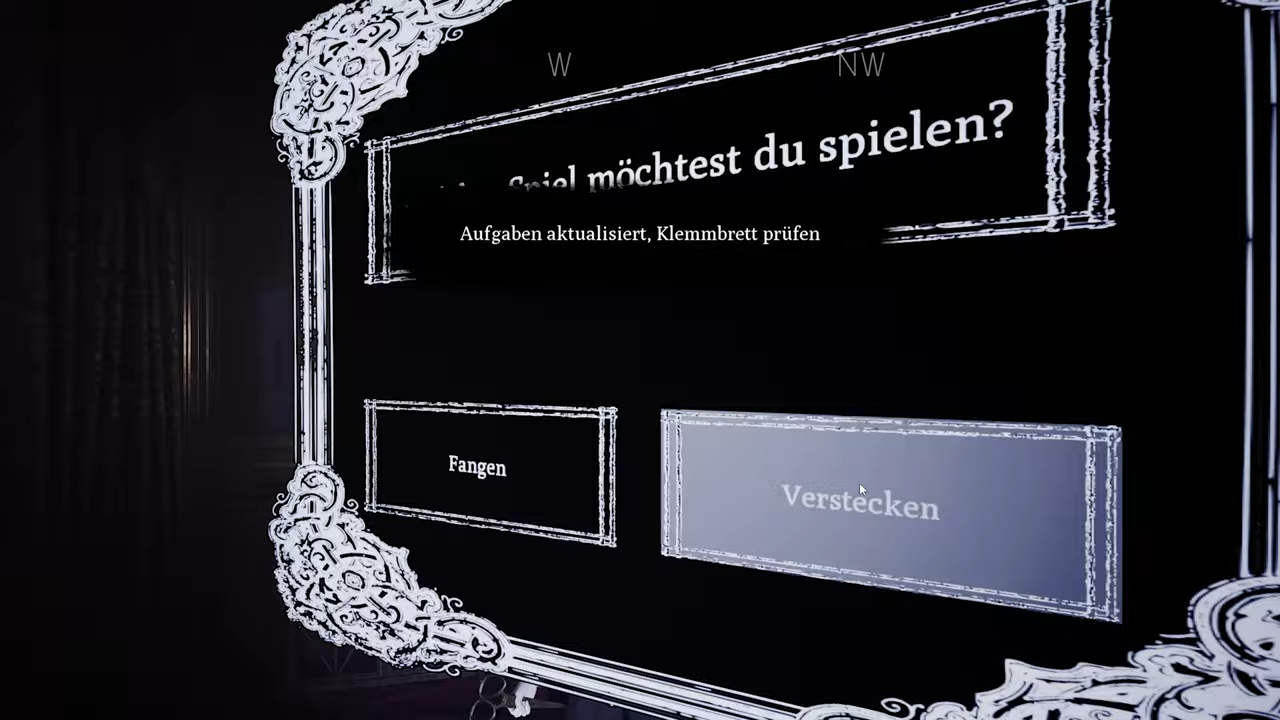 W
NW
Spiel möchtest du spielen?
Aufgaben aktualisiert, Klemmbrett prüfen
Fangen
Verstecken